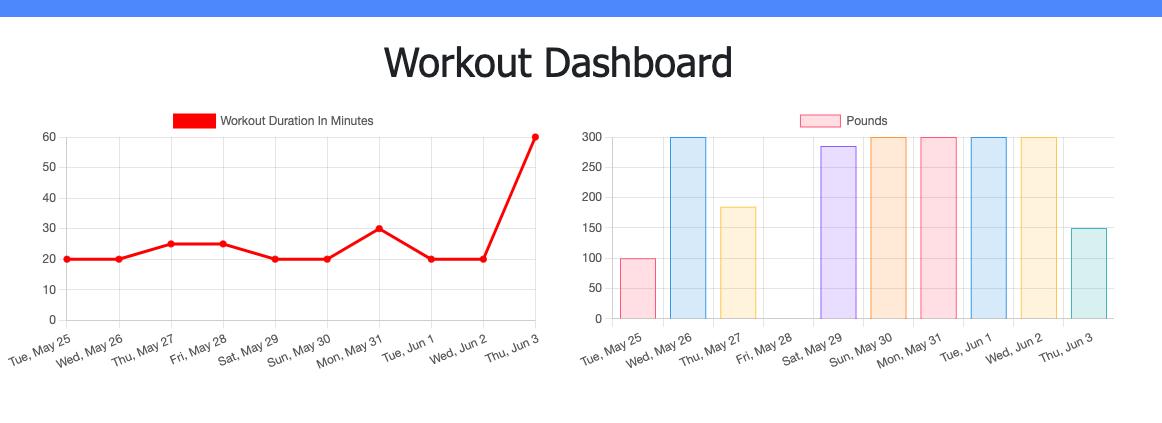 Workout Dashboard
Workout Duration In Minutes
60
50
40
30
20
10
0
Tue, May 25
Wed, May 26
Thu, May 27
Fri, May 28
Sat, May 29
Sun, May 30
Mon, May 31
Tue, Jun 1
Wed, Jun 2
Thu, Jun 3
Pounds
300
250
200
150
100
50
0
Tue, May 25
Wed, May 26
Thu, May 27
Fri, May 28
Sat, May 29
Sun, May 30
Mon, May 31
Tue, Jun 1
Wed, Jun 2
Thu, Jun 3